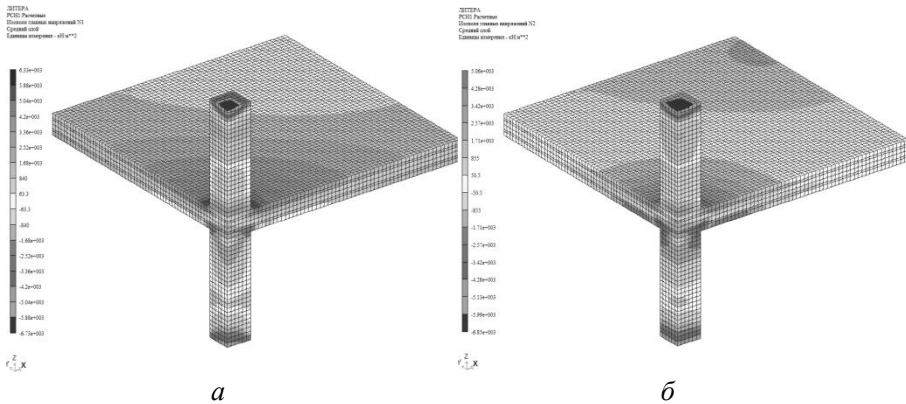 ЛИТЕРА
РСН1 Расчетные
Изополя главных напряжений N1
Средний слой
Единицы измерения - кН/м**2
6.33e+003
5.88e+003
5.04e+003
4.2e+003
3.36e+003
2.52e+003
1.68e+003
840
63.3
-63.3
-840
-1.68e+003
-2.52e+003
-3.36e+003
-4.2e+003
-5.04e+003
-5.88e+003
-6.73e+003
Z
Y X
а
ЛИТЕРА
РСН1 Расчетные
Изополя главных напряжений N2
Средний слой
Единицы измерения - кН/м**2
5.06e+003
4.28e+003
3.42e+003
2.57e+003
1.71e+003
855
50.5
-50.5
-855
-1.71e+003
-2.57e+003
-3.42e+003
-4.28e+003
-5.13e+003
-5.99e+003
-6.85e+003
Z
Y X
б